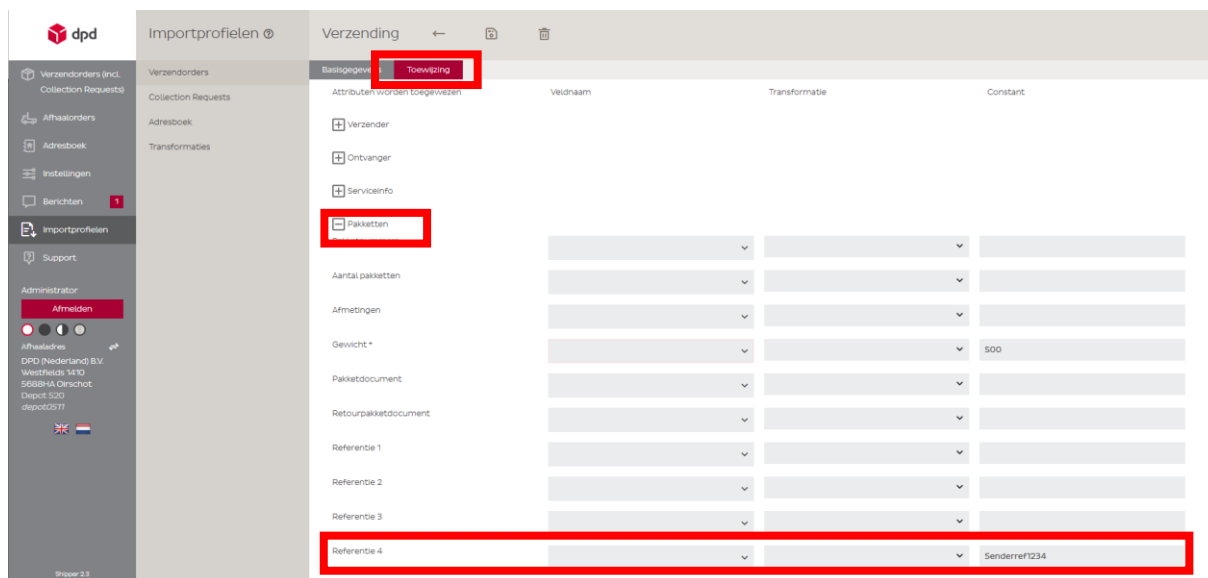 dpd
Importprofielen
Verzending
Verzendorders (incl.
Collection Requests)
Afhaalorders
Adresboek
Instellingen
Berichten 1
Importprofielen
Support
Administrator
Afmelden
Afhaaladres
DPD (Nederland) B.V.
Westfields 1410
5688HA Oirschot
Depot 520
depot0511
Shipper 2.3
Verzendorders
Collection Requests
Adresboek
Transformaties
Toewijzing
Attributen worden toegewezen Veldnaam Transformatie Constant
Verzender
Ontvanger
Serviceinfo
Pakketten
Aantal pakketten
Afmetingen
Gewicht * 500
Pakketdocument
Retourpakketdocument
Referentie 1
Referentie 2
Referentie 3
Referentie 4 Senderref1234